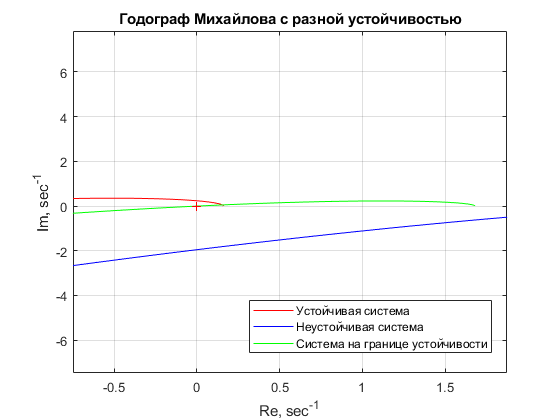 Годограф Михайлова с разной устойчивостью
6
4
2
0
-2
-4
-6
Im, sec⁻¹
-0.5
0
0.5
1
1.5
Re, sec⁻¹
Устойчивая система
Неустойчивая система
Система на границе устойчивости